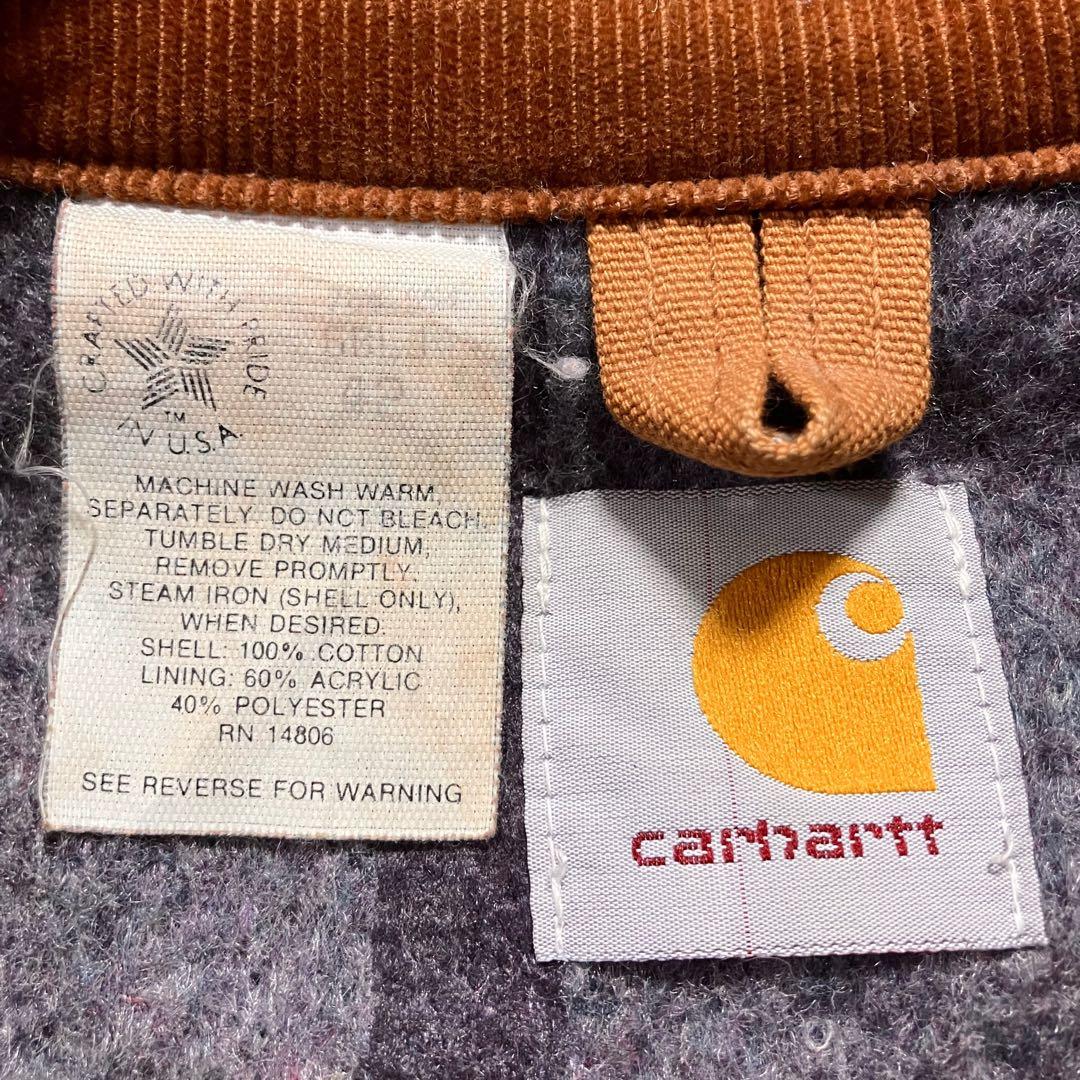 CRAFTED WITH PRIDE
IN U.S.A.
TM
MACHINE WASH WARM,
SEPARATELY. DO NOT BLEACH.
TUMBLE DRY MEDIUM,
REMOVE PROMPTLY.
STEAM IRON (SHELL ONLY),
WHEN DESIRED.
SHELL: 100% COTTON
LINING: 60% ACRYLIC
40% POLYESTER
RN 14806
SEE REVERSE FOR WARNING
carhartt